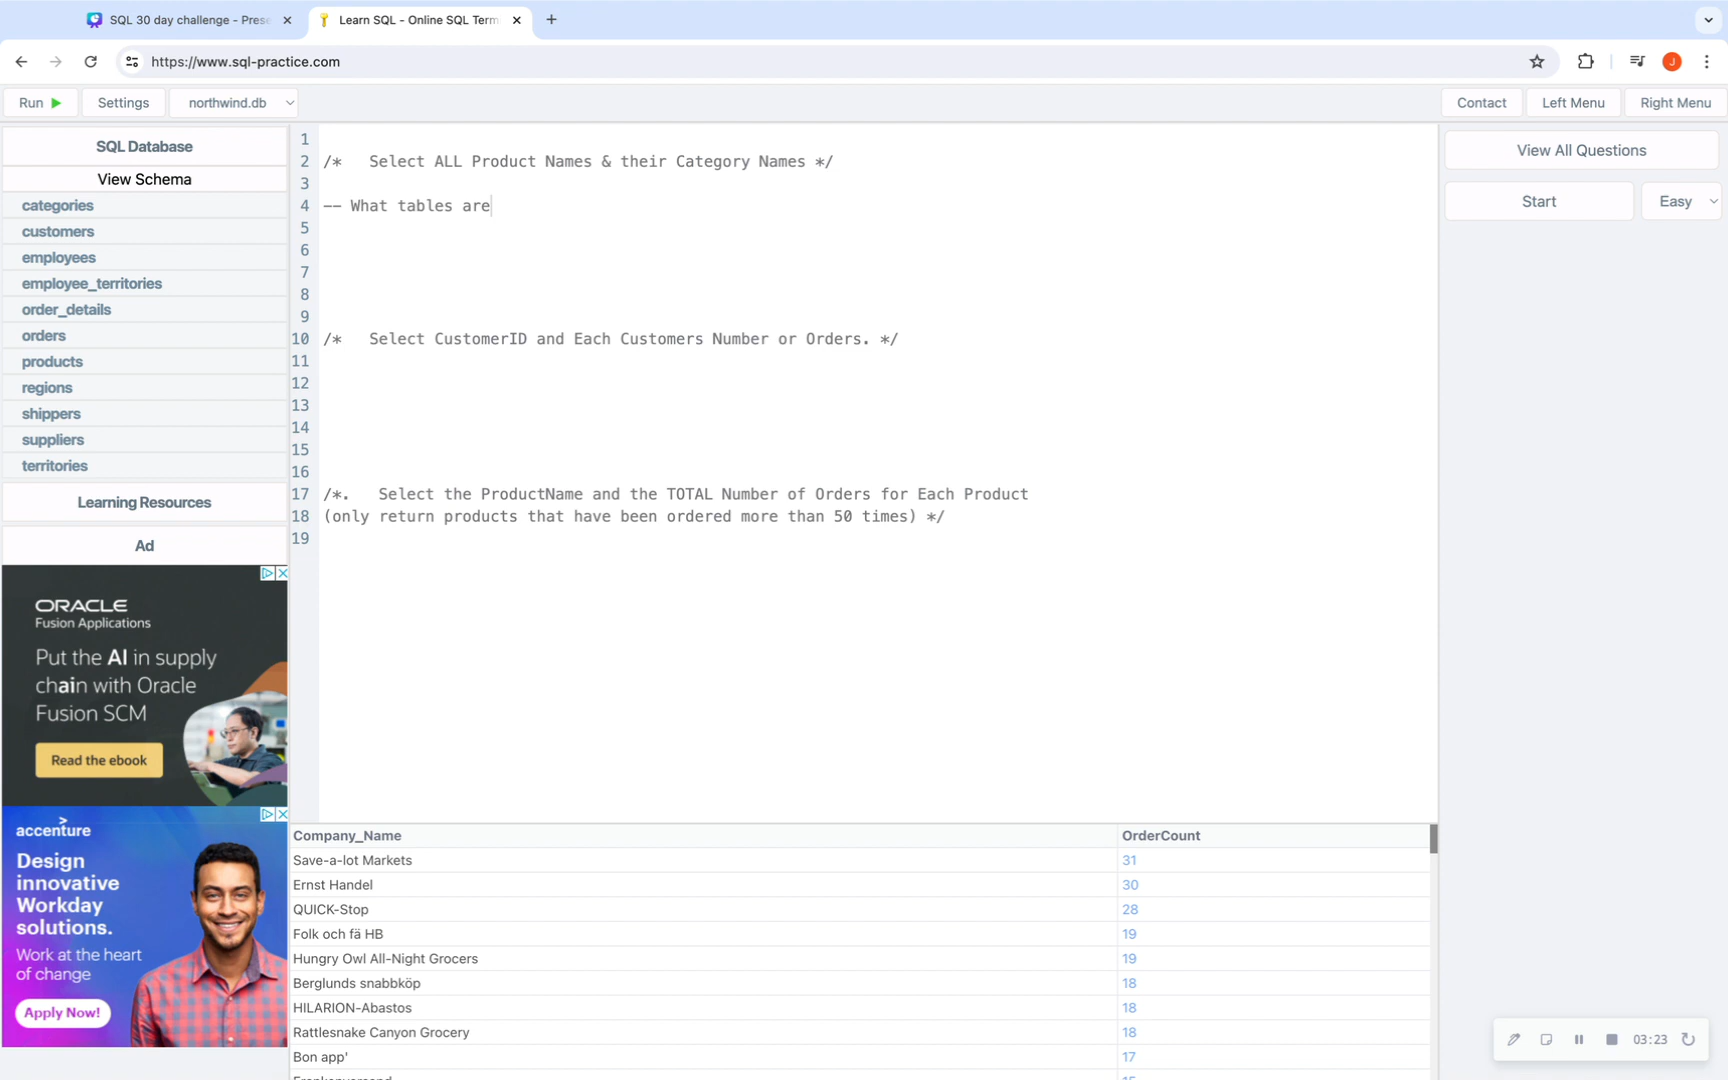 SQL 30 day challenge - Prese
Learn SQL - Online SQL Term
https://www.sql-practice.com
J
Run
Settings
northwind.db
Contact
Left Menu
Right Menu
SQL Database
View Schema
categories
customers
employees
employee_territories
order_details
orders
products
regions
shippers
suppliers
territories
Learning Resources
Ad
ORACLE
Fusion Applications
Put the AI in supply
chain with Oracle
Fusion SCM
Read the ebook
accenture
Design
innovative
Workday
solutions.
Work at the heart
of change
Apply Now!
1
2 /*   Select ALL Product Names & their Category Names */
3
4 -- What tables are
5
6
7
8
9
10 /*   Select CustomerID and Each Customers Number or Orders. */
11
12
13
14
15
16
17 /*.   Select the ProductName and the TOTAL Number of Orders for Each Product
18 (only return products that have been ordered more than 50 times) */
19
View All Questions
Start
Easy
Company_Name OrderCount
Save-a-lot Markets 31
Ernst Handel 30
QUICK-Stop 28
Folk och fä HB 19
Hungry Owl All-Night Grocers 19
Berglunds snabbköp 18
HILARION-Abastos 18
Rattlesnake Canyon Grocery 18
Bon app' 17
03:23